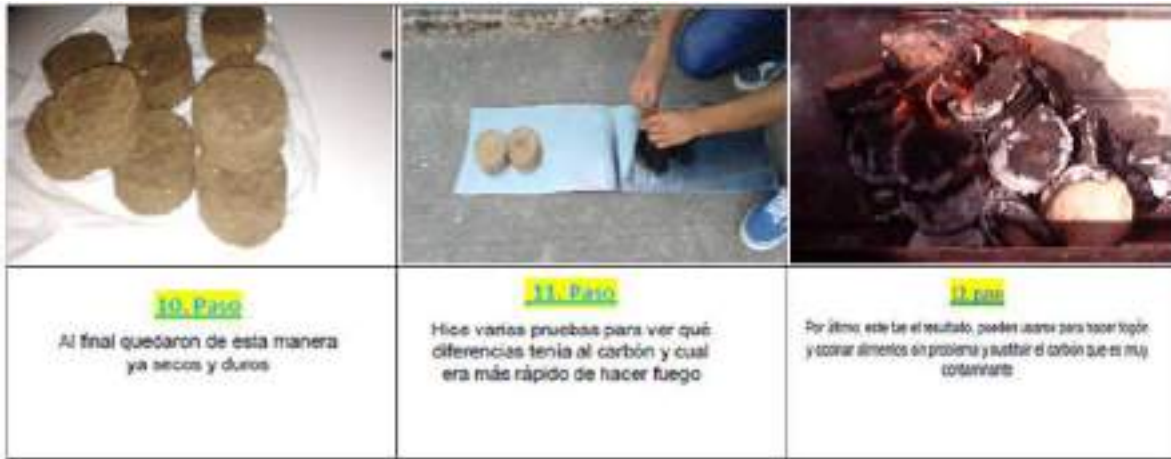 10. Paso
Al final quedaron de esta manera
ya secos y duros
11. Paso
Hice varias pruebas para ver qué
diferencias tenía al carbón y cual
era más rápido de hacer fuego
12. paso
Por último, este fue el resultado, pueden usarse para hacer fogón
y cocinar alimentos sin problema y sustituir el carbón que es muy
contaminante